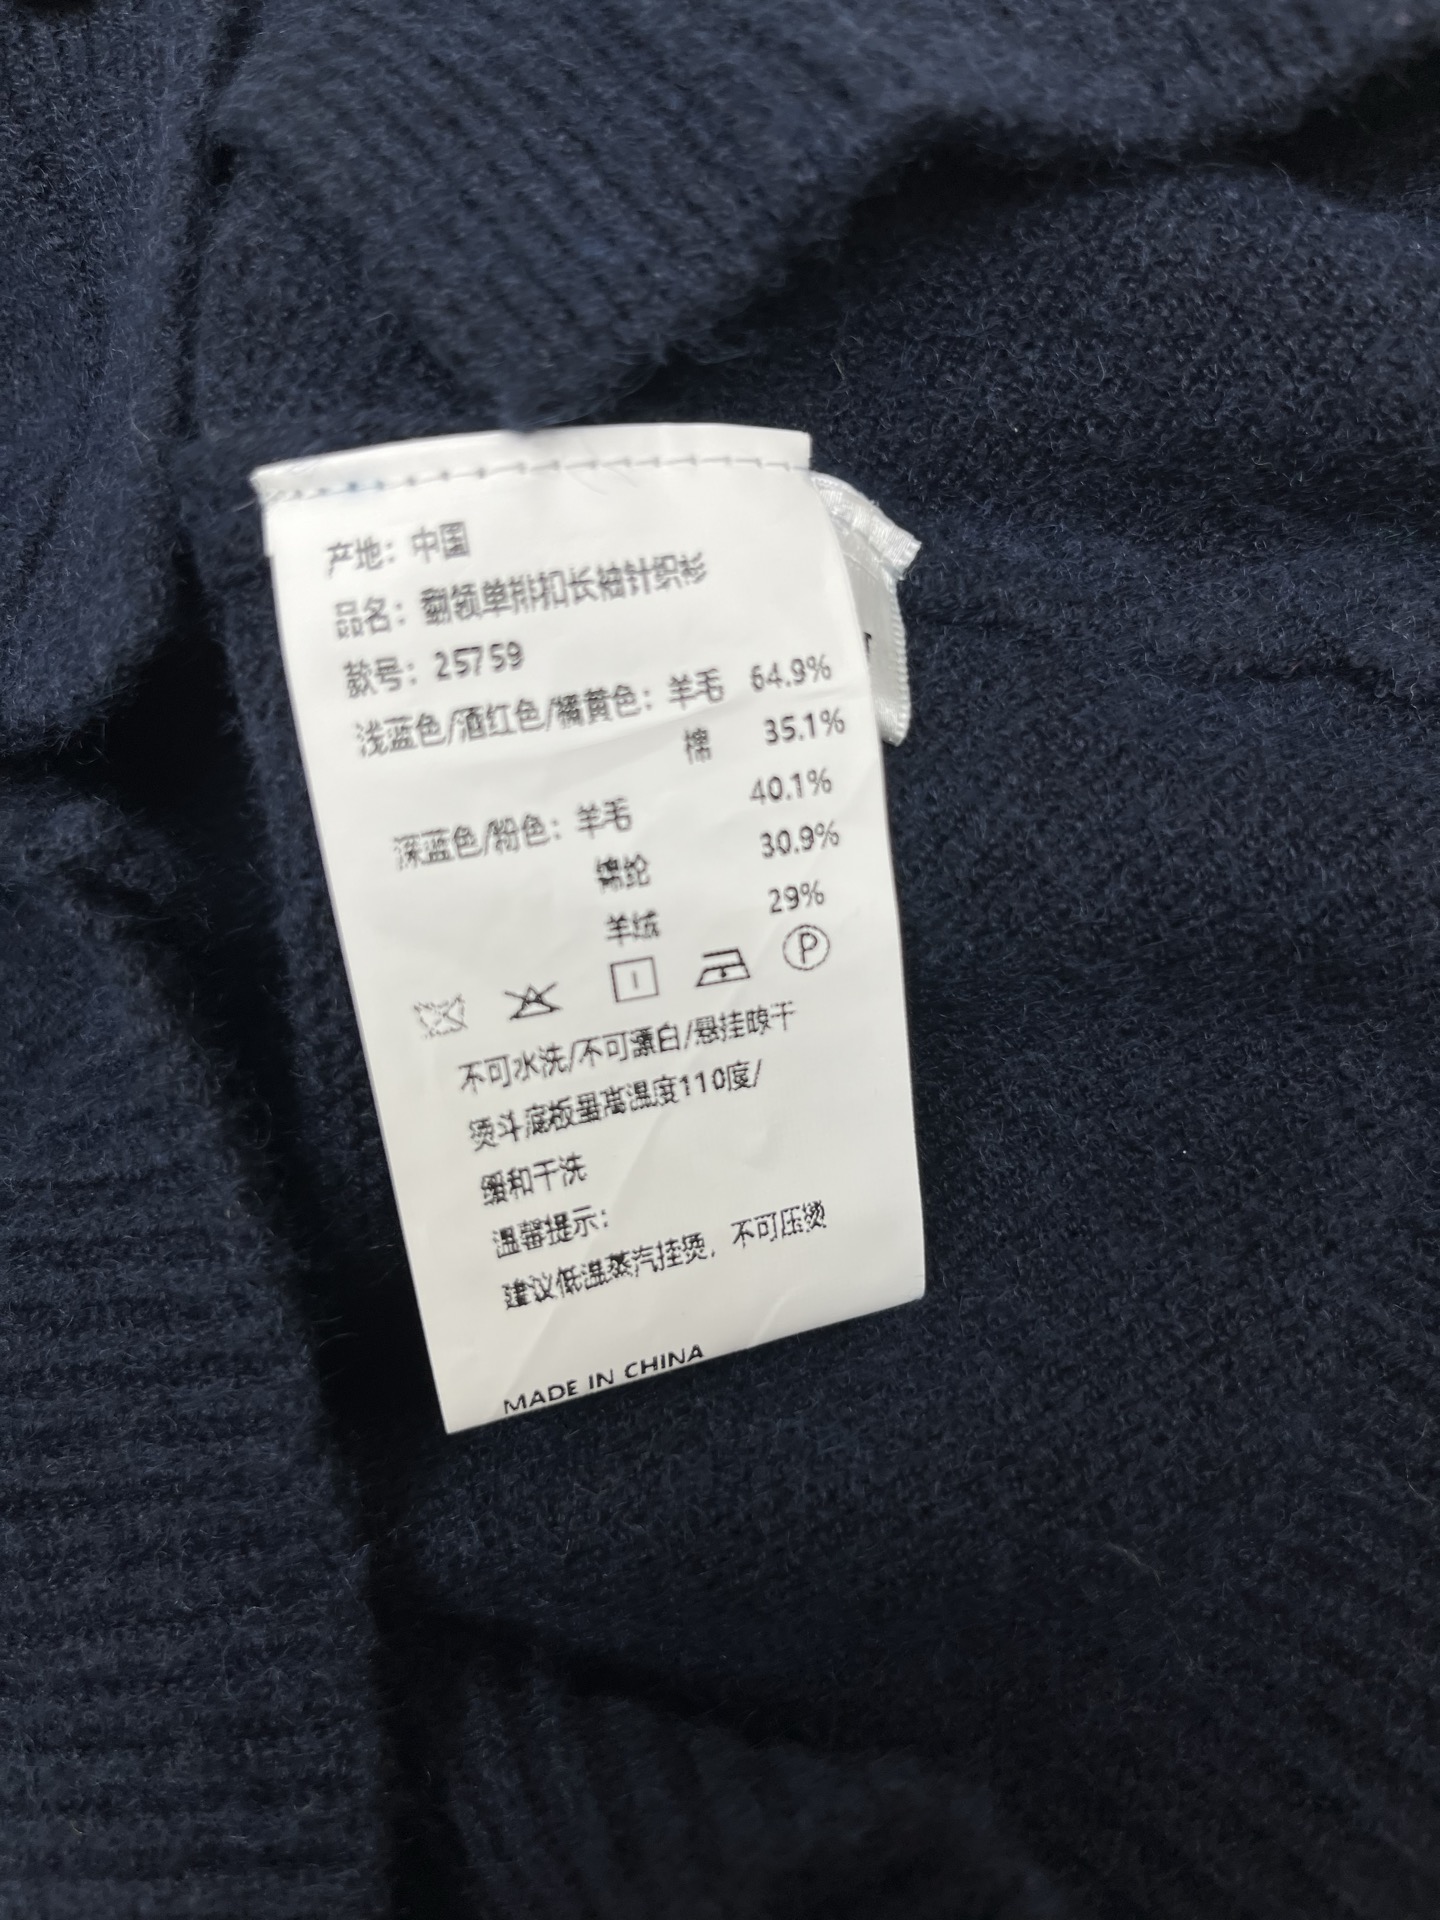 产地：中国
品名：翻领单排扣长袖针织衫
款号：25759
浅蓝色/酒红色/橘黄色：羊毛 64.9%
棉 35.1%
深蓝色/粉色：羊毛 40.1%
锦纶 30.9%
羊绒 29%
P
不可水洗/不可漂白/悬挂晾干
烫斗底板最高温度110度/
缓和干洗
温馨提示：
建议低温蒸汽挂烫，不可压烫
MADE IN CHINA